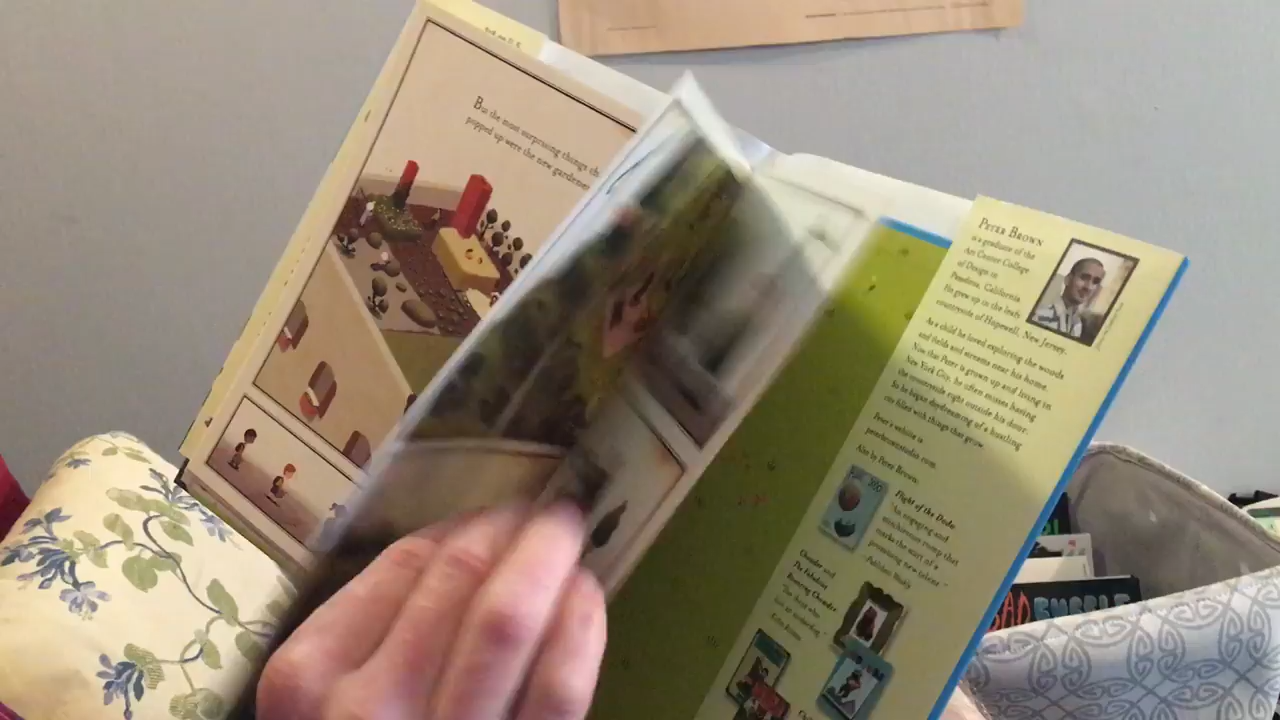 But the most surprising things th
popped up were the new gardener
PETER BROWN
is a graduate of the
Art Center College
of Design in
Pasadena, California.
He grew up in the leafy
countryside of Hopewell, New Jersey.
As a child he loved exploring the woods
and fields and streams near his home.
Now that Peter is grown up and living in
New York City, he often misses having
the countryside right outside his door.
So he began daydreaming of a bustling
city filled with things that grow.
Peter's website is
peterbrownstudio.com.
Also by Peter Brown:
Flight of the Dodo
"An engaging and
mischievous romp that
marks the start of a
promising new talent."
Publishers Weekly
Chowder and
The Fabulous
Bouncing Chowder
BAD